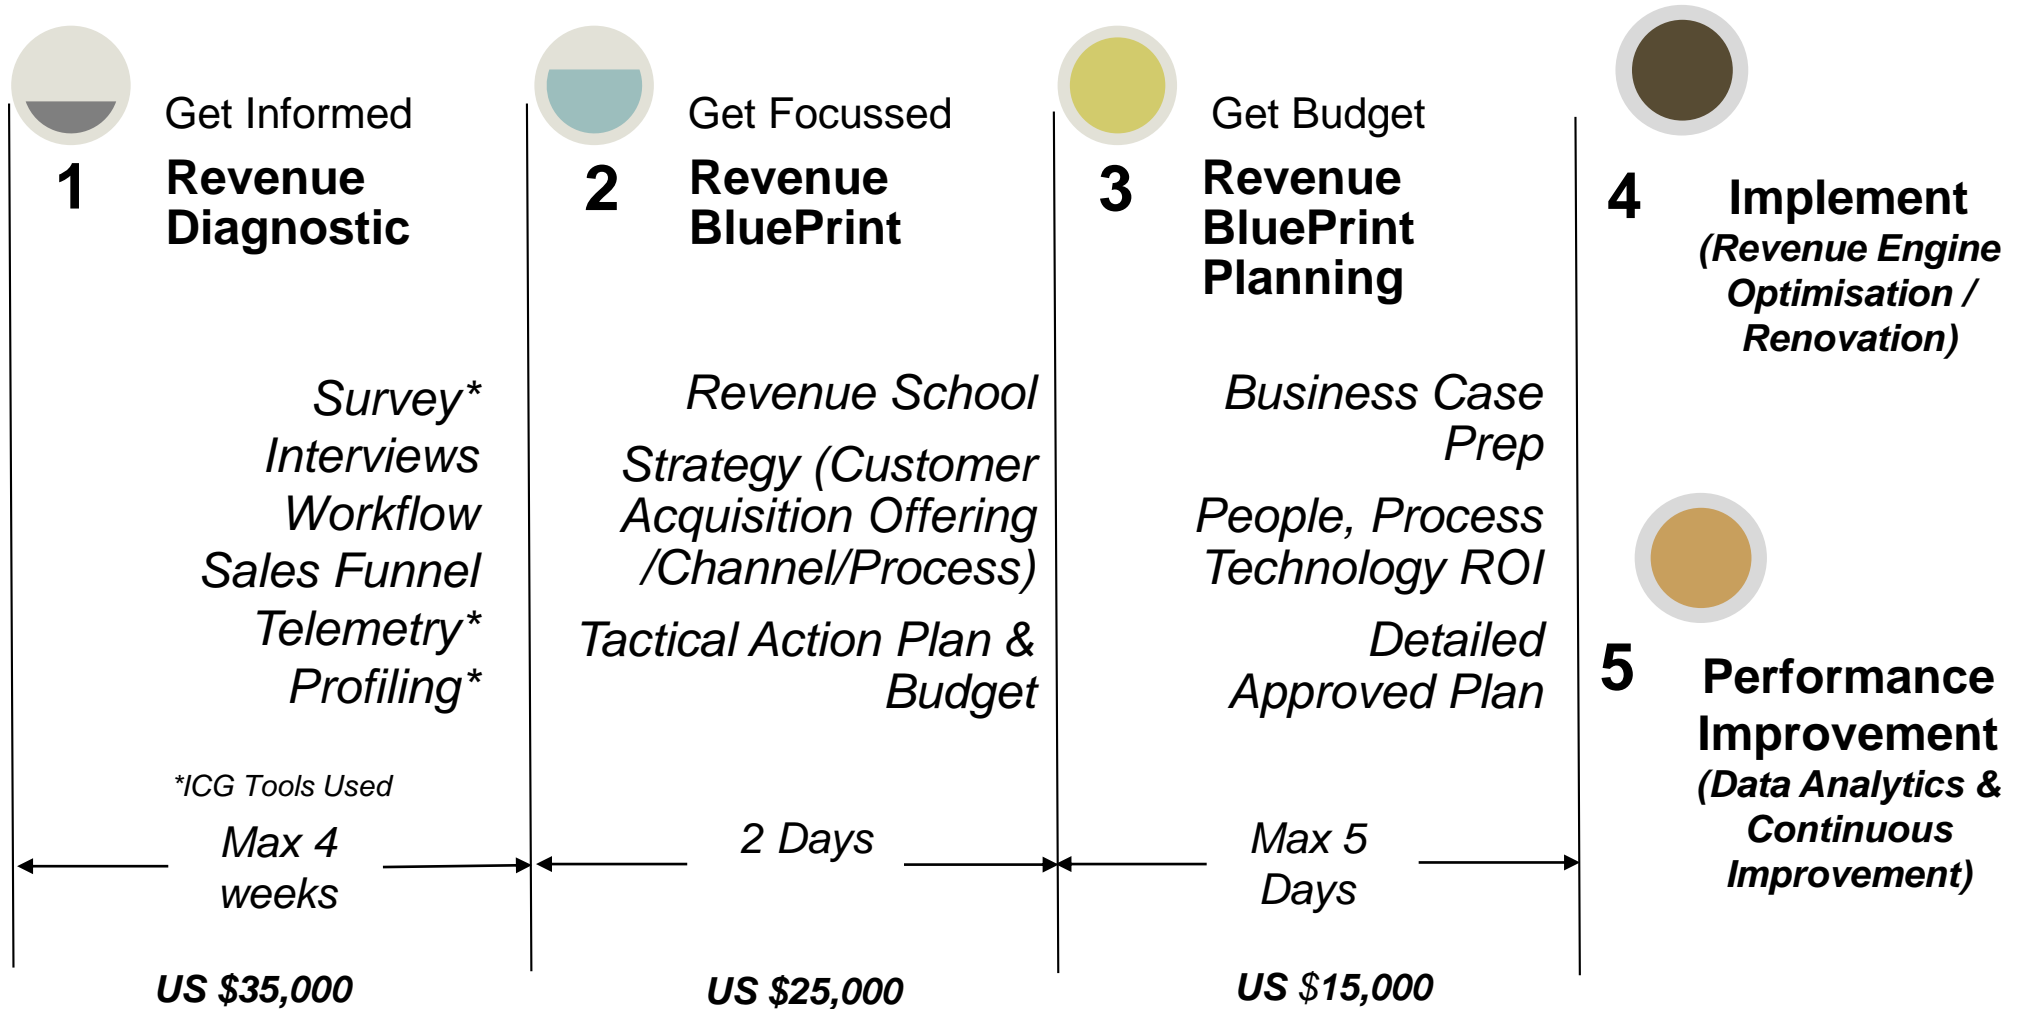 Get Informed
1
Revenue
Diagnostic
Survey*
Interviews
Workflow
Sales Funnel
Telemetry*
Profiling*
*ICG Tools Used
Max 4
weeks
US $35,000
Get Focussed
2
Revenue
BluePrint
Revenue School
Strategy (Customer
Acquisition Offering
/Channel/Process)
Tactical Action Plan &
Budget
2 Days
US $25,000
Get Budget
3
Revenue
BluePrint
Planning
Business Case
Prep
People, Process
Technology ROI
Detailed
Approved Plan
Max 5
Days
US $15,000
4
Implement
(Revenue Engine
Optimisation /
Renovation)
5
Performance
Improvement
(Data Analytics &
Continuous
Improvement)